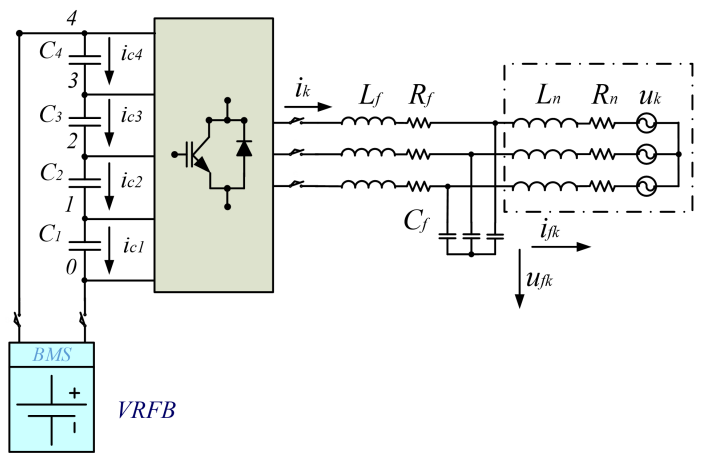 4
C4 ic4
3
C3 ic3
2
C2 ic2
1
C1 ic1
0
ik Lf Rf Ln Rn uk
Cf
ifk
ufk
BMS
+
-
VRFB